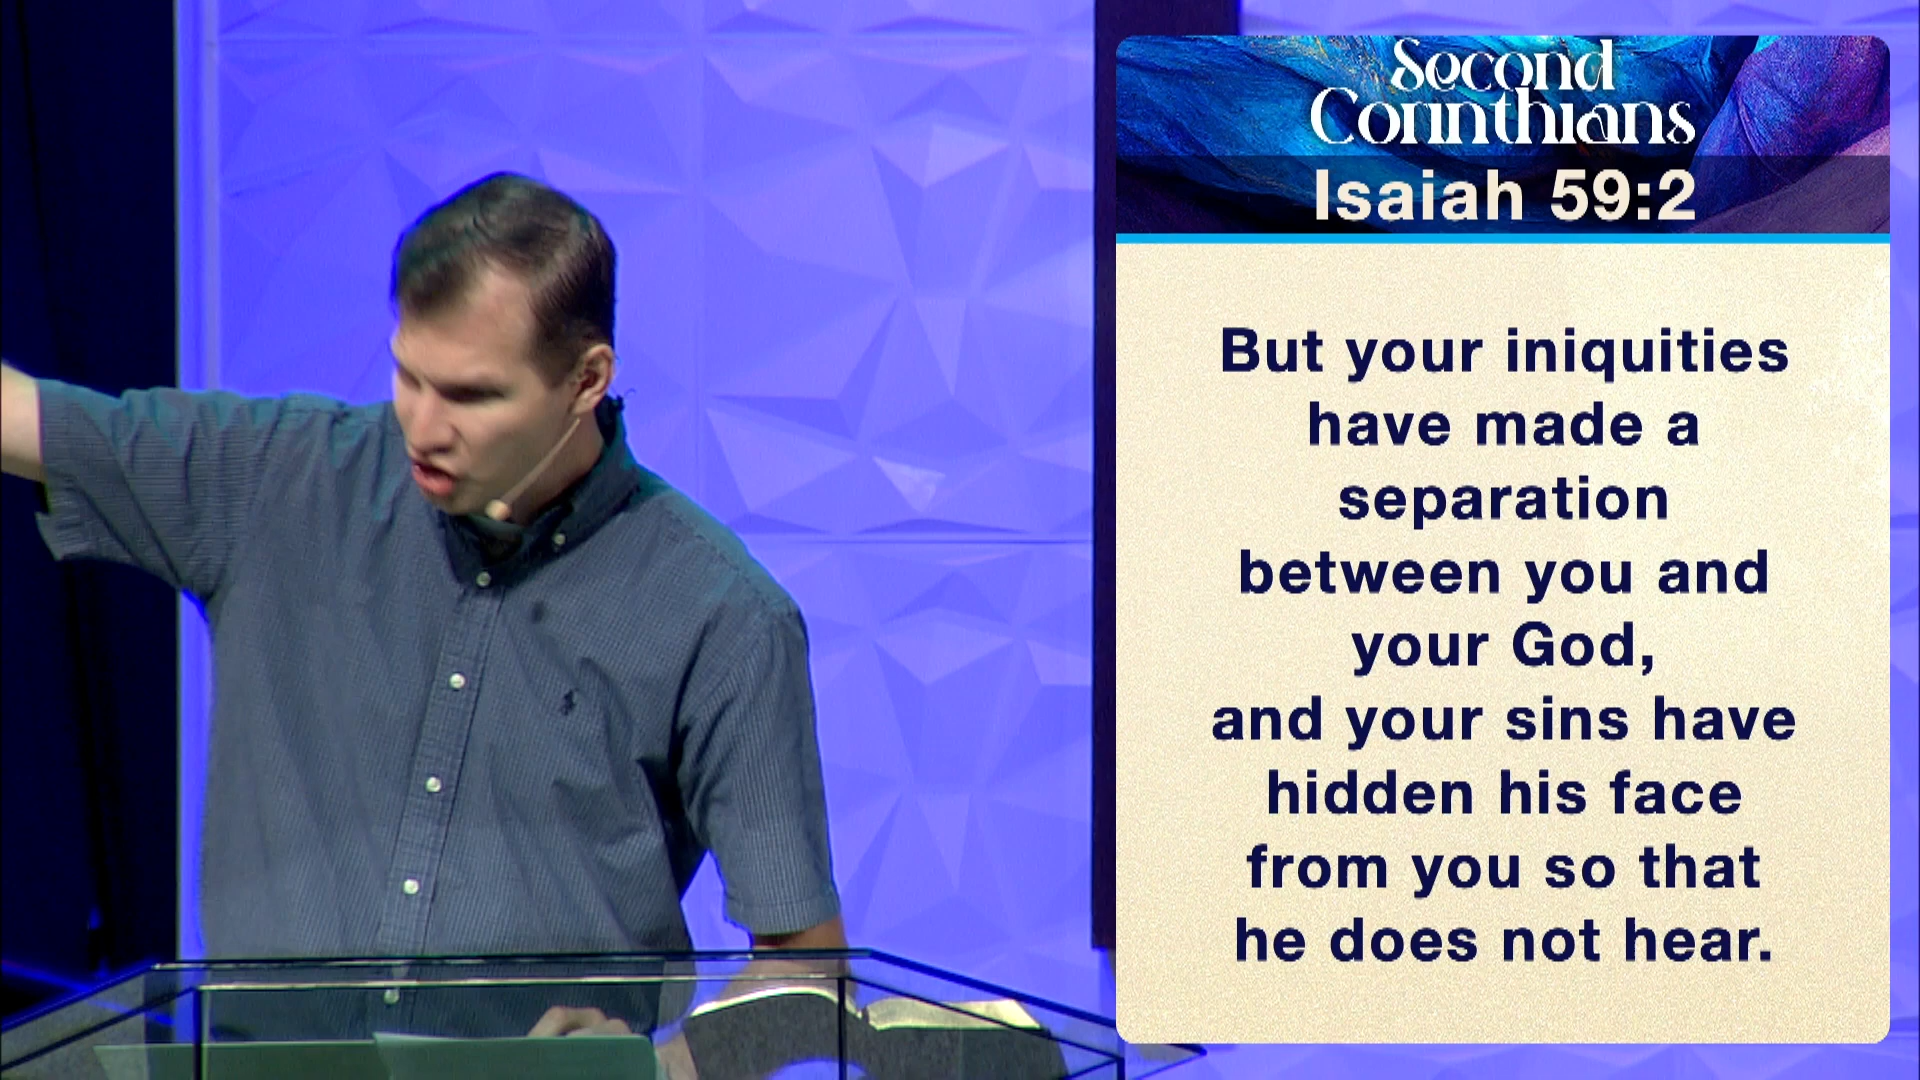 Second
Corinthians
Isaiah 59:2
But your iniquities
have made a
separation
between you and
your God,
and your sins have
hidden his face
from you so that
he does not hear.